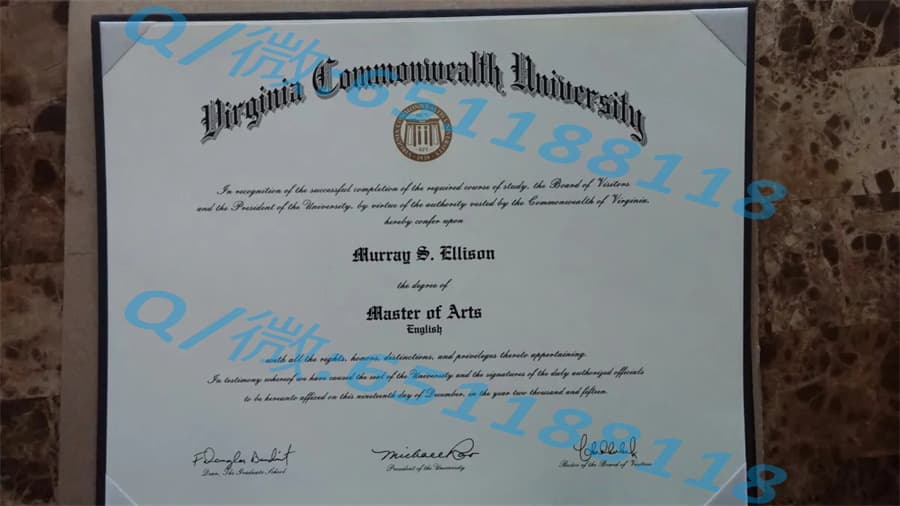 Virginia Commonwealth University
In recognition of the successful completion of the required course of study, the Board of Visitors
and the President of the University, by virtue of the authority vested by the Commonwealth of Virginia,
hereby confer upon
Murray S. Ellison
the degree of
Master of Arts
English
with all the rights, honors, distinctions, and privileges thereto appertaining.
In testimony whereof we have caused the seal of the University and the signatures of the duly authorized officials
to be hereunto affixed on this nineteenth day of December, in the year two thousand and fifteen.
Dean, The Graduate School
President of the University
Rector of the Board of Visitors
Q/微:651188118
Q/微:651188118